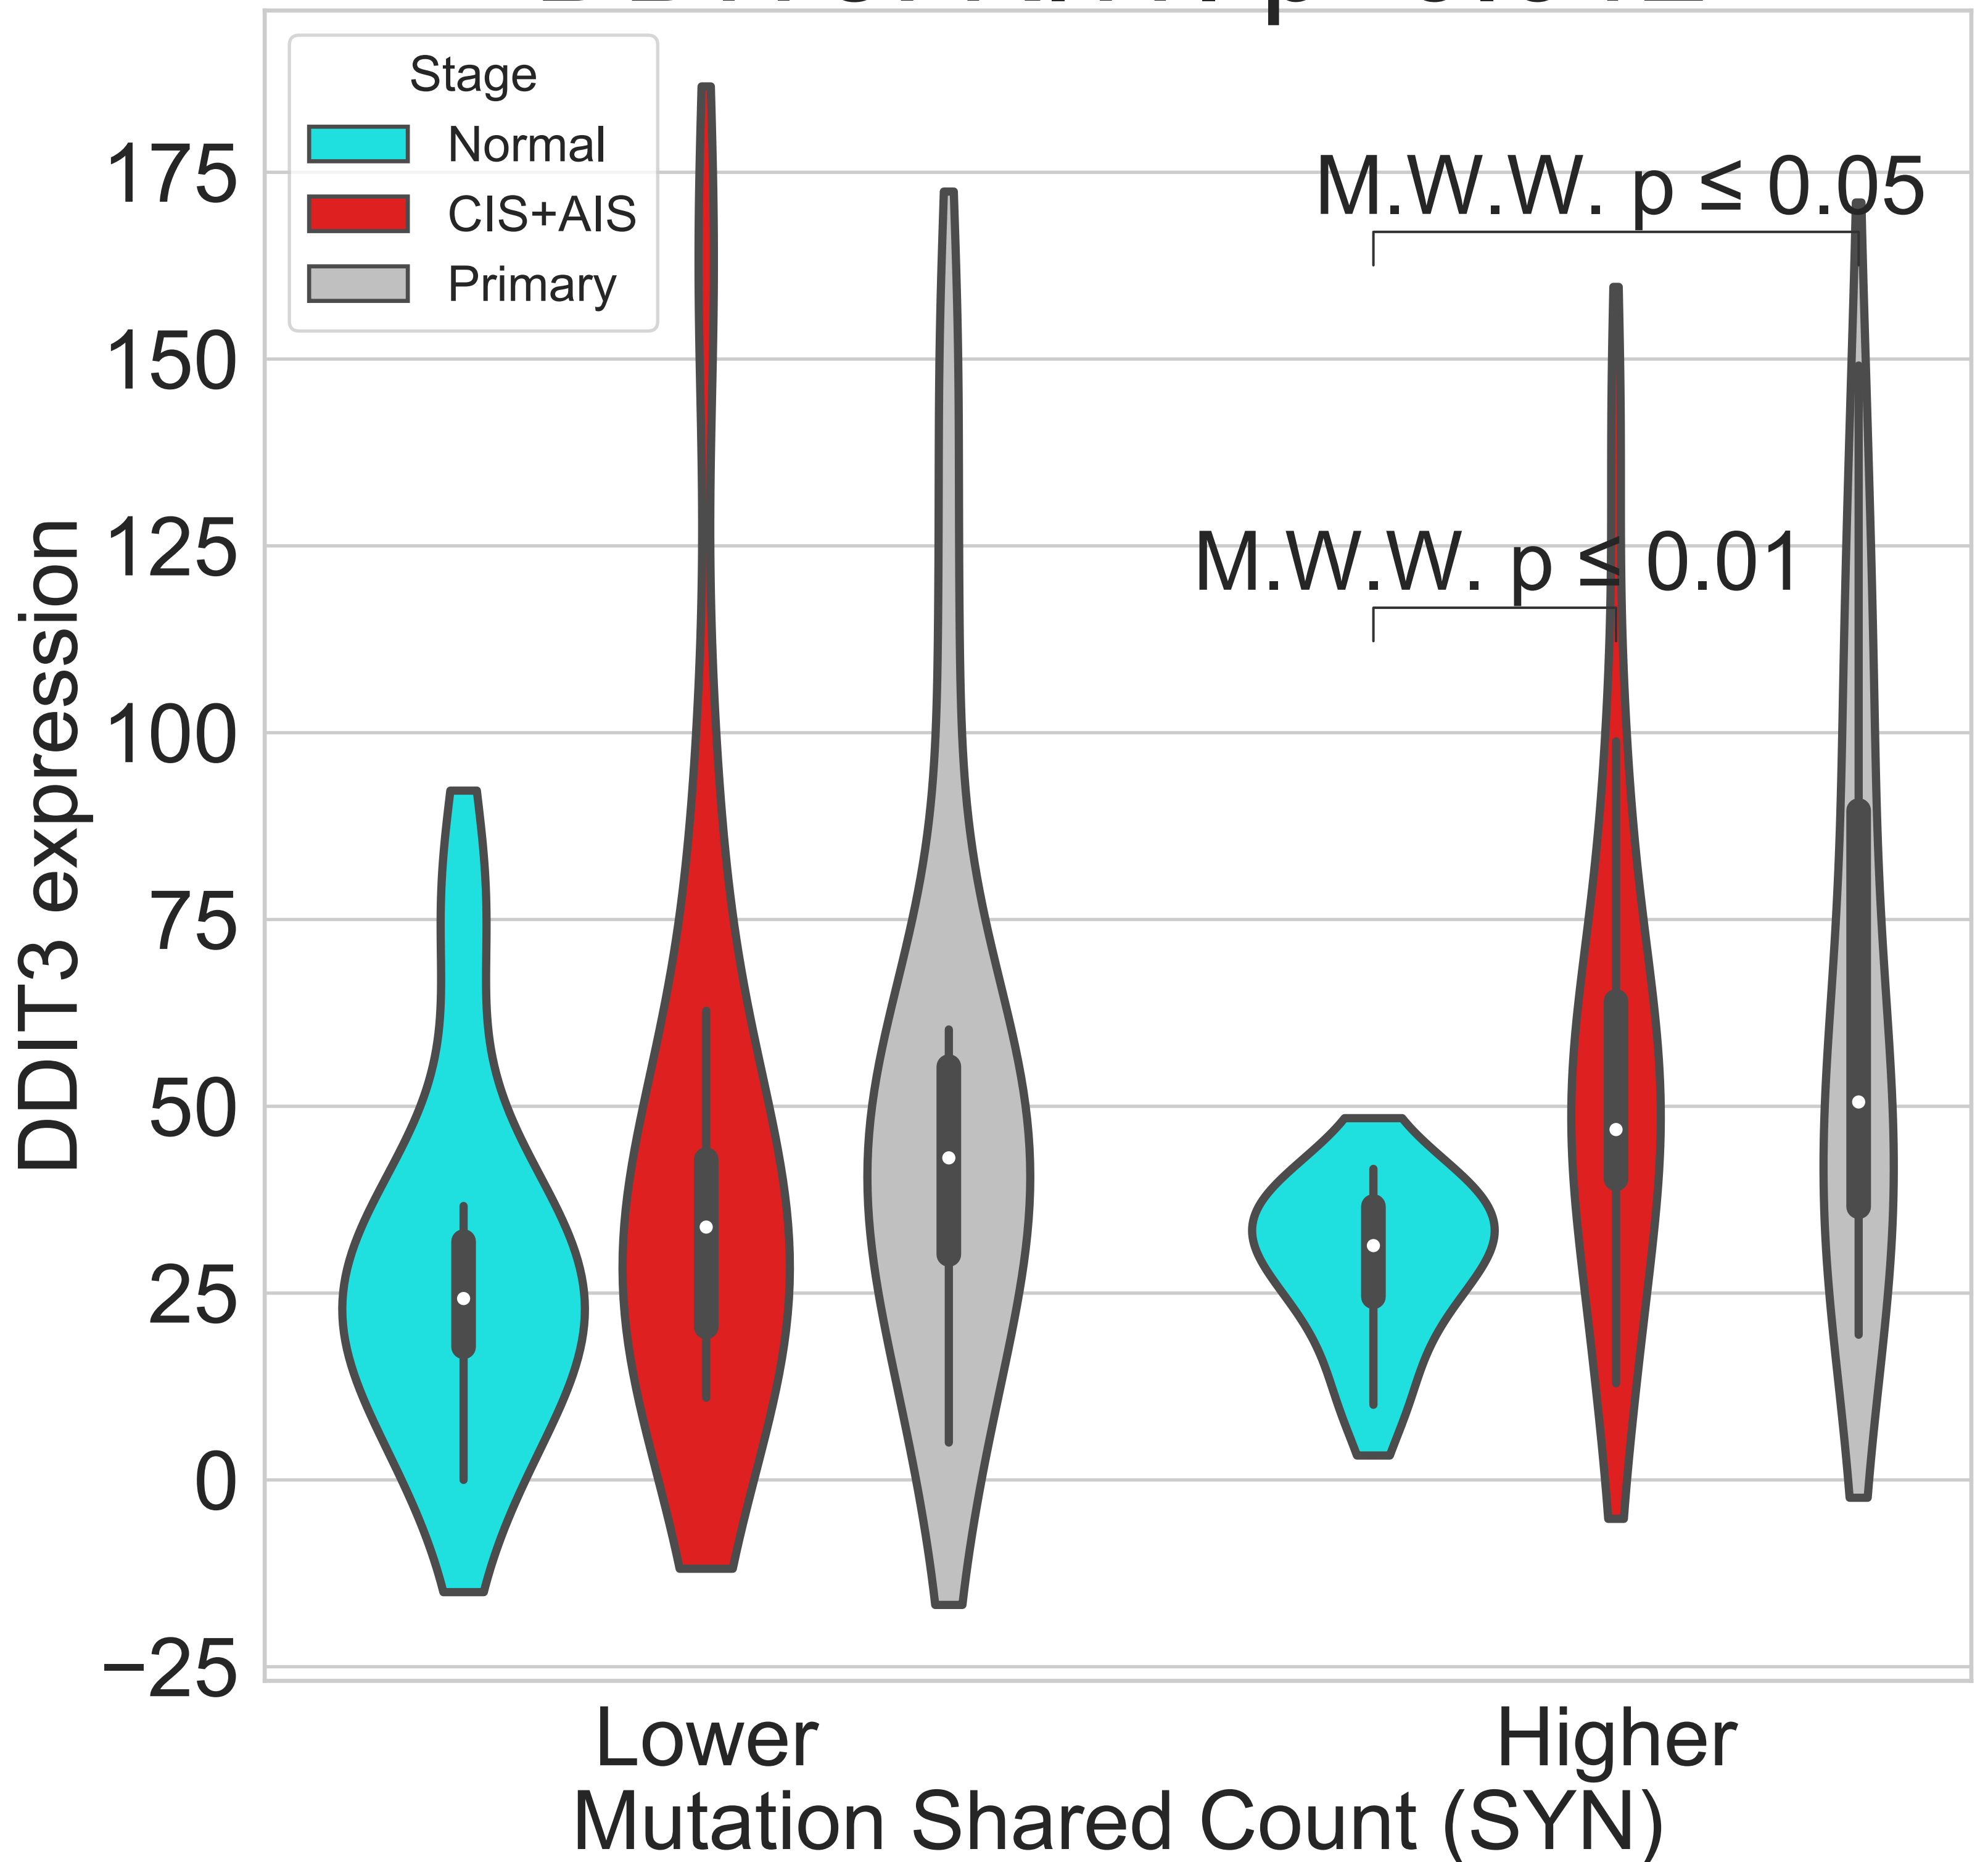 Stage
Normal
CIS+AIS
Primary
M.W.W. p ≤ 0.05
M.W.W. p ≤ 0.01
175
150
125
100
75
50
25
0
−25
DDIT3 expression
Lower
Higher
Mutation Shared Count (SYN)